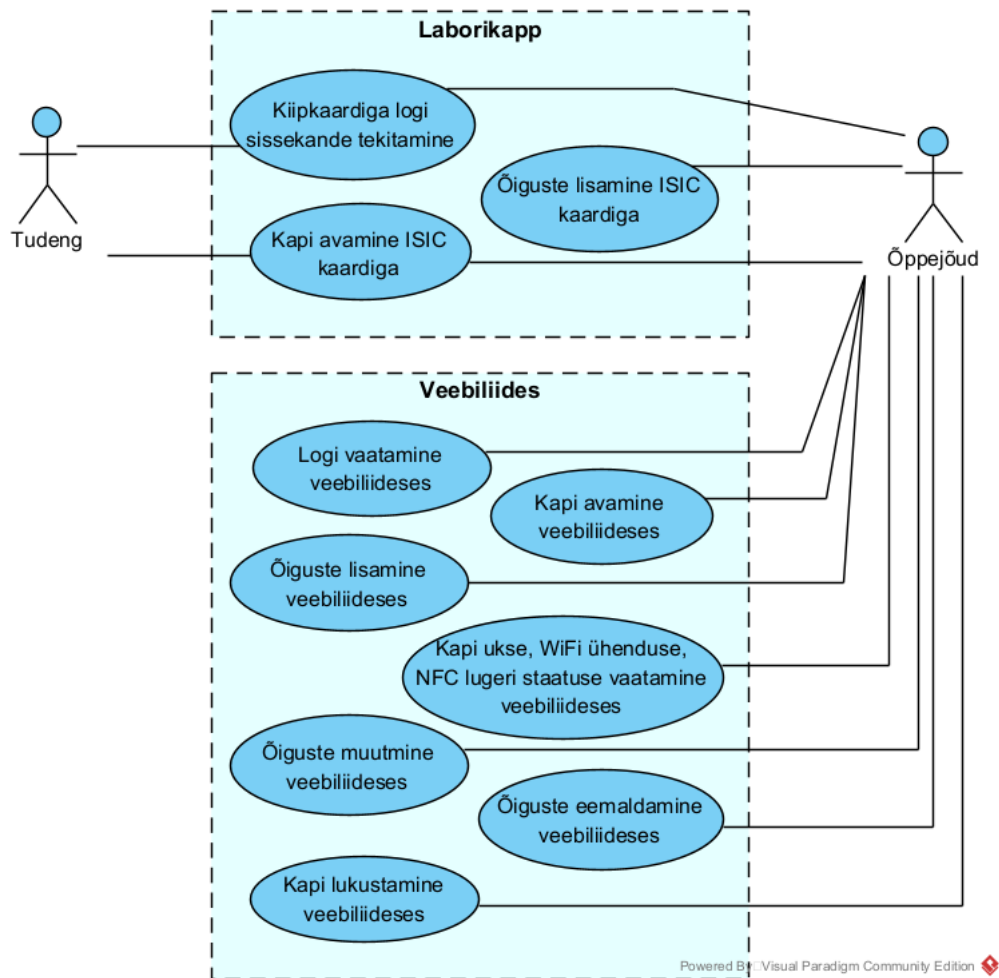 Laborikapp
Kiipkaardiga logi
sissekande tekitamine
Õiguste lisamine ISIC
kaardiga
Tudeng
Kapi avamine ISIC
kaardiga
Õppejõud
Veebiliides
Logi vaatamine
veebiliideses
Kapi avamine
veebiliideses
Õiguste lisamine
veebiliideses
Kapi ukse, WiFi ühenduse,
NFC lugeri staatuse vaatamine
veebiliideses
Õiguste muutmine
veebiliideses
Õiguste eemaldamine
veebiliideses
Kapi lukustamine
veebiliideses
Powered By Visual Paradigm Community Edition